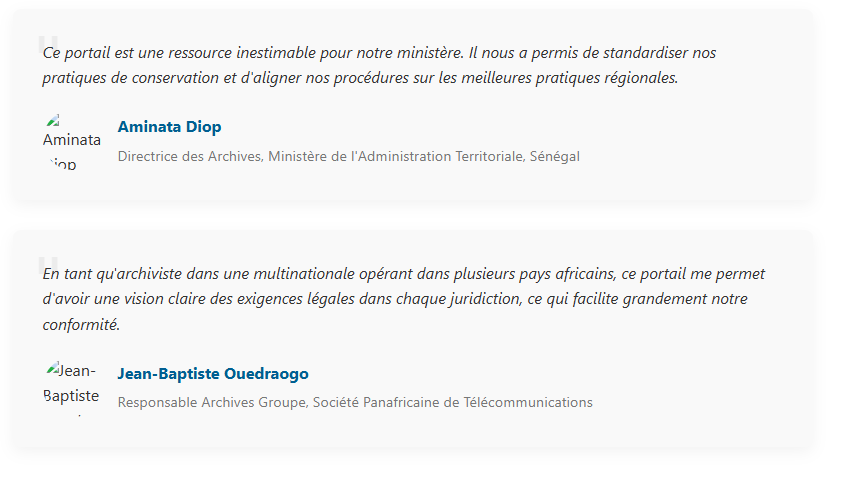 "
Ce portail est une ressource inestimable pour notre ministère. Il nous a permis de standardiser nos
pratiques de conservation et d'aligner nos procédures sur les meilleures pratiques régionales.
Aminata
Diop
Aminata Diop
Directrice des Archives, Ministère de l'Administration Territoriale, Sénégal
"
En tant qu'archiviste dans une multinationale opérant dans plusieurs pays africains, ce portail me permet
d'avoir une vision claire des exigences légales dans chaque juridiction, ce qui facilite grandement notre
conformité.
Jean-
Baptiste
Jean-Baptiste Ouedraogo
Responsable Archives Groupe, Société Panafricaine de Télécommunications